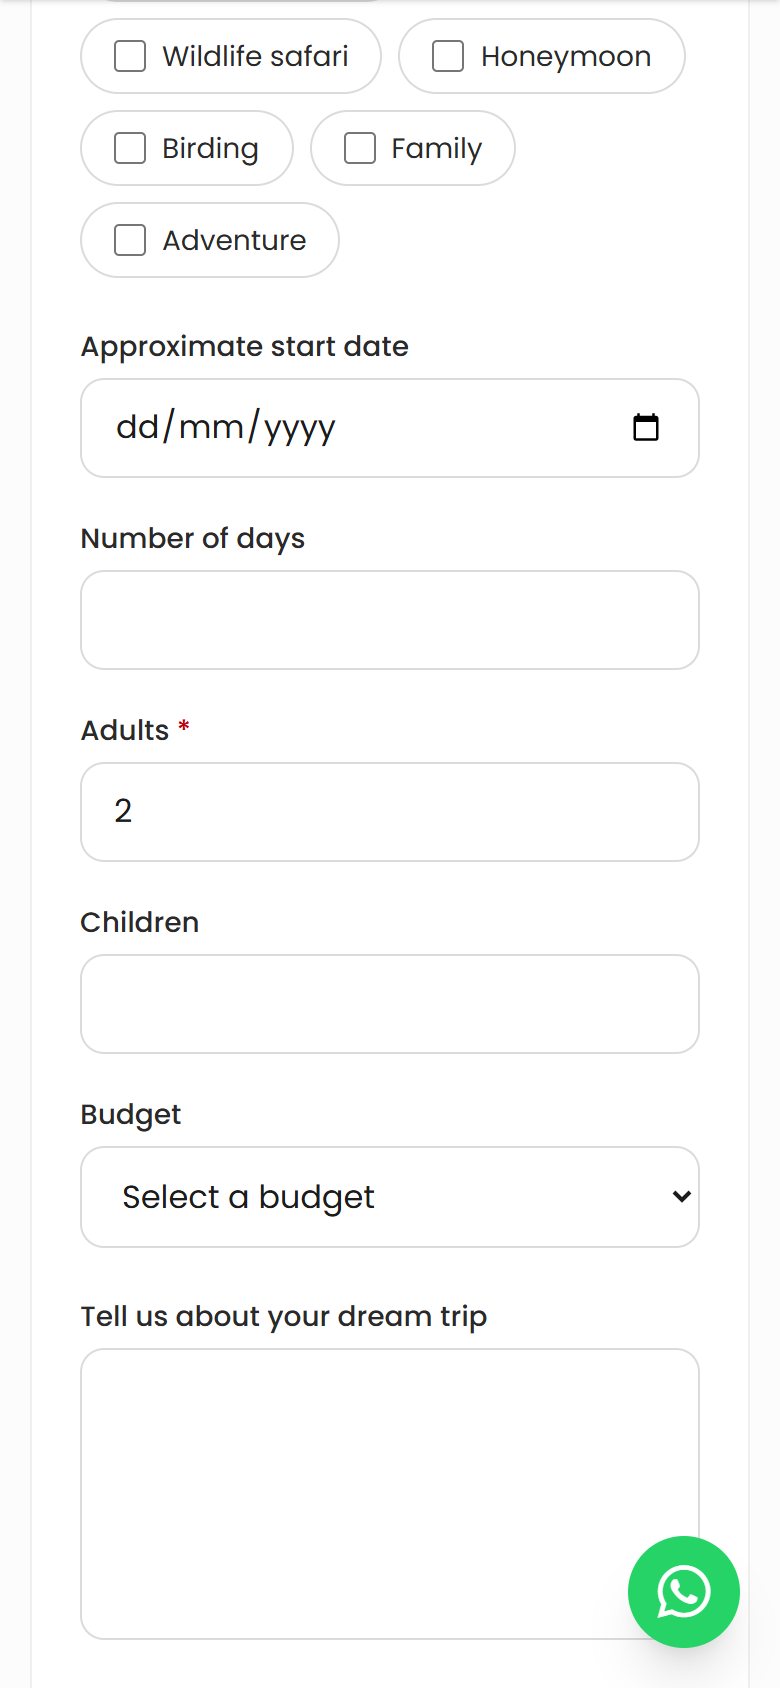 Wildlife safari Honeymoon
Birding Family
Adventure
Approximate start date
dd/mm/yyyy
Number of days
Adults *
2
Children
Budget
Select a budget
Tell us about your dream trip